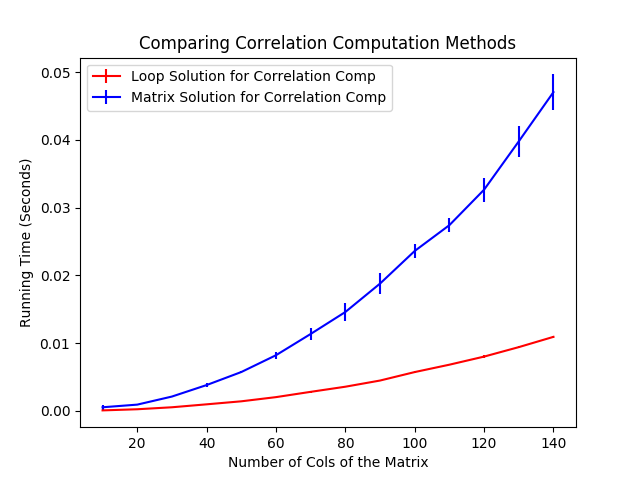 Comparing Correlation Computation Methods
Loop Solution for Correlation Comp
Matrix Solution for Correlation Comp
Running Time (Seconds)
0.05
0.04
0.03
0.02
0.01
0.00
20 40 60 80 100 120 140
Number of Cols of the Matrix